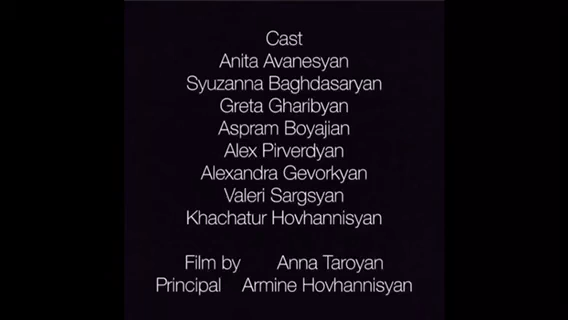 Cast
Anita Avanesyan
Syuzanna Baghdasaryan
Greta Gharibyan
Aspram Boyajian
Alex Pirverdyan
Alexandra Gevorkyan
Valeri Sargsyan
Khachatur Hovhannisyan
Film by Anna Taroyan
Principal Armine Hovhannisyan